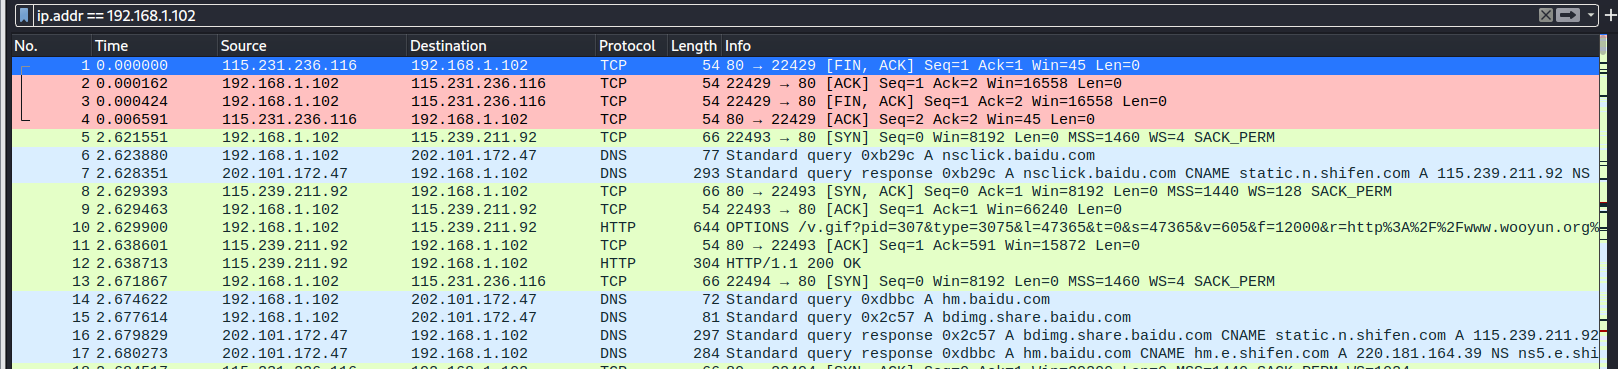 ip.addr == 192.168.1.102
No. Time Source Destination Protocol Length Info
1 0.000000 115.231.236.116 192.168.1.102 TCP 54 80 → 22429 [FIN, ACK] Seq=1 Ack=1 Win=45 Len=0
2 0.000162 192.168.1.102 115.231.236.116 TCP 54 22429 → 80 [ACK] Seq=1 Ack=2 Win=16558 Len=0
3 0.000424 192.168.1.102 115.231.236.116 TCP 54 22429 → 80 [FIN, ACK] Seq=1 Ack=2 Win=16558 Len=0
4 0.006591 115.231.236.116 192.168.1.102 TCP 54 80 → 22429 [ACK] Seq=2 Ack=2 Win=45 Len=0
5 2.621551 192.168.1.102 115.239.211.92 TCP 66 22493 → 80 [SYN] Seq=0 Win=8192 Len=0 MSS=1460 WS=4 SACK_PERM
6 2.623880 192.168.1.102 202.101.172.47 DNS 77 Standard query 0xb29c A nsclick.baidu.com
7 2.628351 202.101.172.47 192.168.1.102 DNS 293 Standard query response 0xb29c A nsclick.baidu.com CNAME static.n.shifen.com A 115.239.211.92 NS
8 2.629393 115.239.211.92 192.168.1.102 TCP 66 80 → 22493 [SYN, ACK] Seq=0 Ack=1 Win=8192 Len=0 MSS=1440 WS=128 SACK_PERM
9 2.629463 192.168.1.102 115.239.211.92 TCP 54 22493 → 80 [ACK] Seq=1 Ack=1 Win=66240 Len=0
10 2.629900 192.168.1.102 115.239.211.92 HTTP 644 OPTIONS /v.gif?pid=307&type=3075&l=47365&t=0&s=47365&v=605&f=12000&r=http%3A%2F%2Fwww.wooyun.org%
11 2.638601 115.239.211.92 192.168.1.102 TCP 54 80 → 22493 [ACK] Seq=1 Ack=591 Win=15872 Len=0
12 2.638713 115.239.211.92 192.168.1.102 HTTP 304 HTTP/1.1 200 OK
13 2.671867 192.168.1.102 115.231.236.116 TCP 66 22494 → 80 [SYN] Seq=0 Win=8192 Len=0 MSS=1460 WS=4 SACK_PERM
14 2.674622 192.168.1.102 202.101.172.47 DNS 72 Standard query 0xdbbc A hm.baidu.com
15 2.677614 192.168.1.102 202.101.172.47 DNS 81 Standard query 0x2c57 A bdimg.share.baidu.com
16 2.679829 202.101.172.47 192.168.1.102 DNS 297 Standard query response 0x2c57 A bdimg.share.baidu.com CNAME static.n.shifen.com A 115.239.211.92
17 2.680273 202.101.172.47 192.168.1.102 DNS 284 Standard query response 0xdbbc A hm.baidu.com CNAME hm.e.shifen.com A 220.181.164.39 NS ns5.e.shi